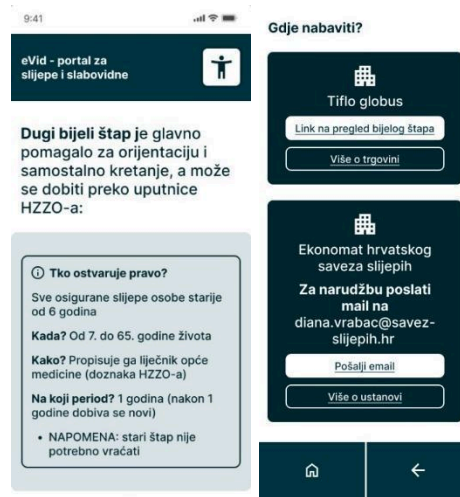 9:41
eVid - portal za
slijepe i slabovidne
Dugi bijeli štap je glavno
pomagalo za orijentaciju i
samostalno kretanje, a može
se dobiti preko uputnice
HZZO-a:
Tko ostvaruje pravo?
Sve osigurane slijepe osobe starije
od 6 godina
Kada? Od 7. do 65. godine života
Kako? Propisuje ga liječnik opće
medicine (doznaka HZZO-a)
Na koji period? 1 godina (nakon 1
godine dobiva se novi)
• NAPOMENA: stari štap nije
potrebno vraćati
Gdje nabaviti?
Tiflo globus
Link na pregled bijelog štapa
Više o trgovini
Ekonomat hrvatskog
saveza slijepih
Za narudžbu poslati
mail na
diana.vrabac@savez-
slijepih.hr
Pošalji email
Više o ustanovi